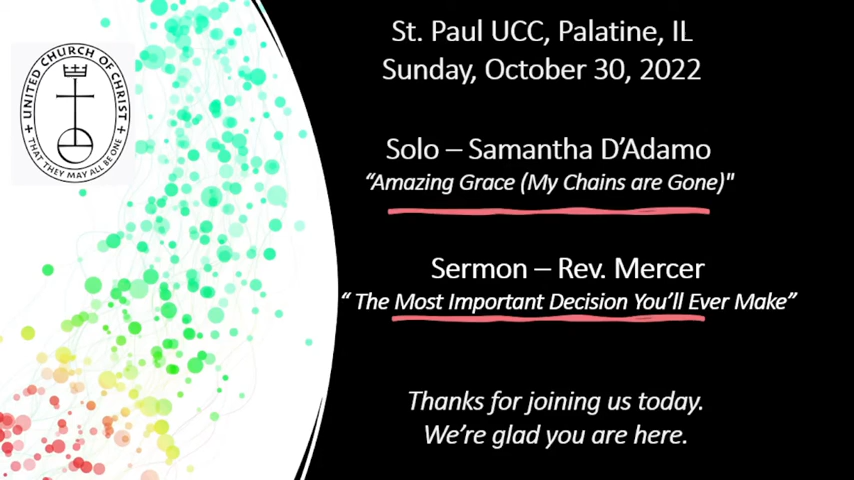 UNITED CHURCH OF CHRIST
THAT THEY MAY ALL BE ONE
St. Paul UCC, Palatine, IL
Sunday, October 30, 2022
Solo – Samantha D’Adamo
“Amazing Grace (My Chains are Gone)"
Sermon – Rev. Mercer
“ The Most Important Decision You’ll Ever Make”
Thanks for joining us today.
We’re glad you are here.